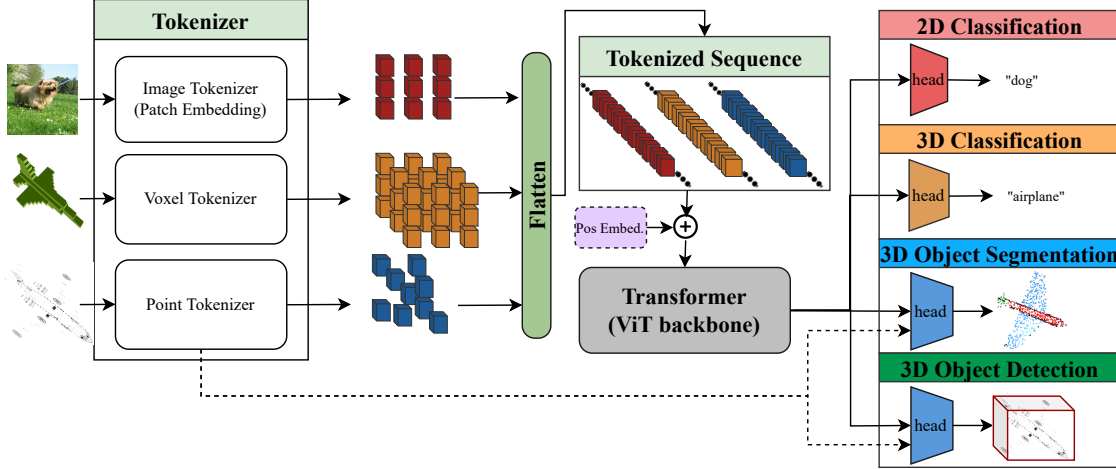 Tokenizer
Image Tokenizer
(Patch Embedding)
Voxel Tokenizer
Point Tokenizer
Flatten
Tokenized Sequence
Pos Embed.
Transformer
(ViT backbone)
2D Classification
head
"dog"
3D Classification
head
"airplane"
3D Object Segmentation
head
3D Object Detection
head